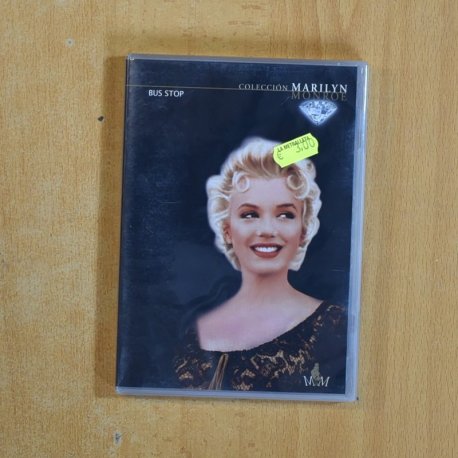 COLECCIÓN MARILYN
MONROE
BUS STOP
LA METRALLETA
€ 3,00
MM